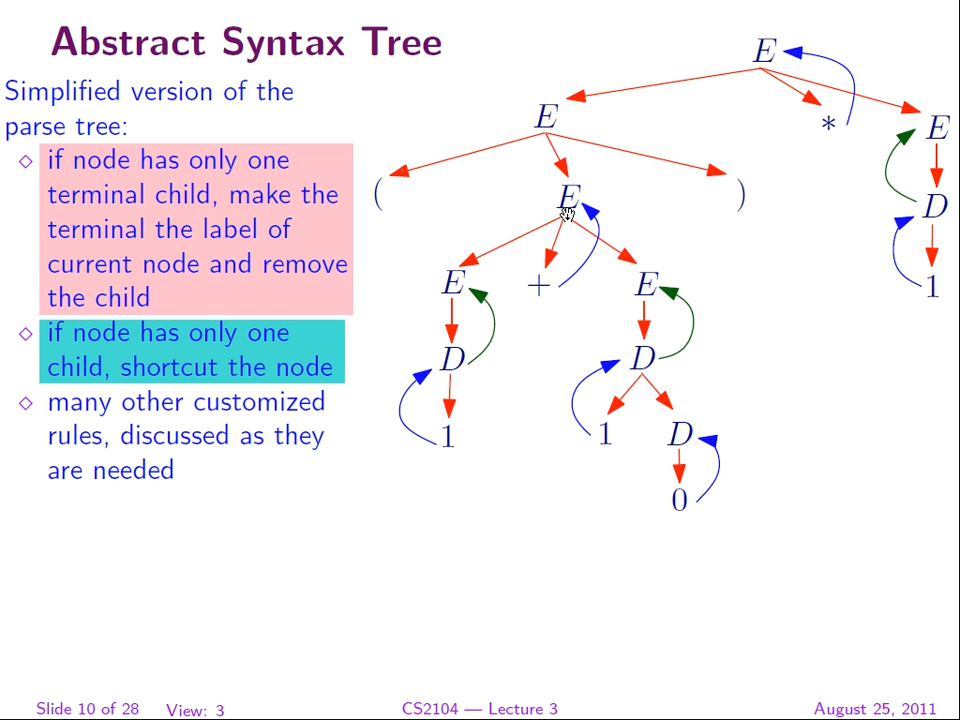 Abstract Syntax Tree
Simplified version of the
parse tree:
⋄ if node has only one
terminal child, make the
terminal the label of
current node and remove
the child
⋄ if node has only one
child, shortcut the node
⋄ many other customized
rules, discussed as they
are needed
E
E * E
( E ) D
E + E 1
D D
1 1 D
0
Slide 10 of 28 View: 3 CS2104 — Lecture 3 August 25, 2011